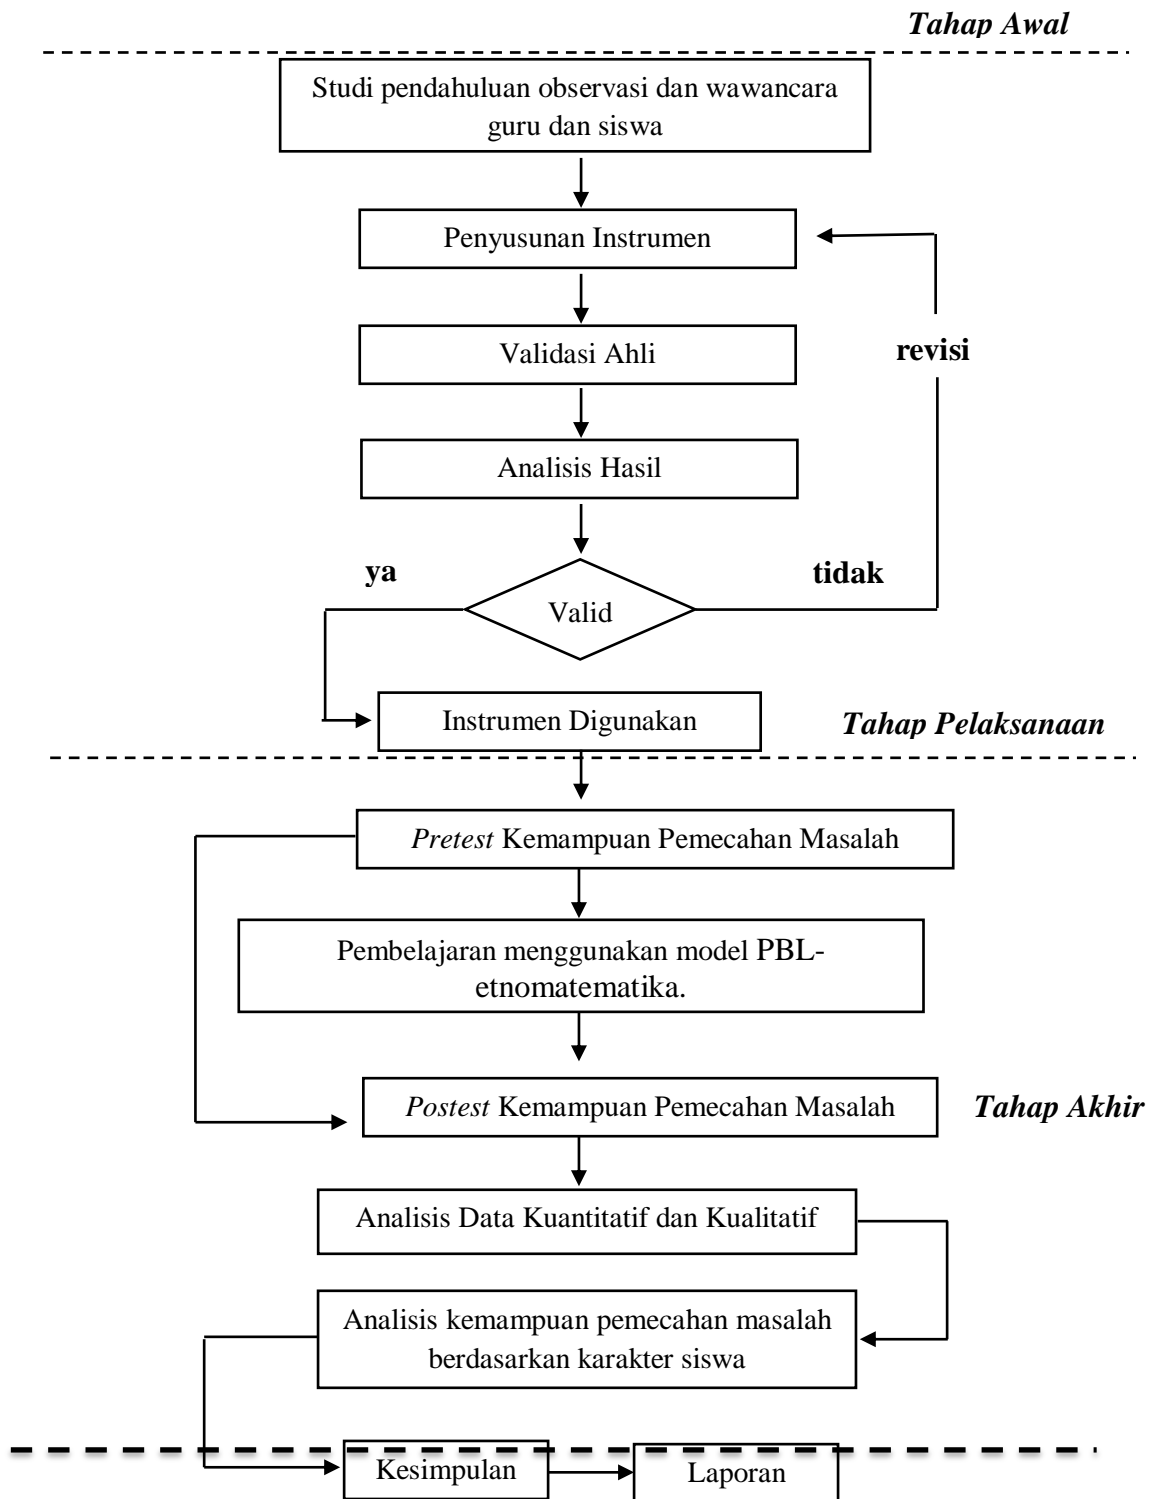 Tahap Awal
Studi pendahuluan observasi dan wawancara
guru dan siswa
Penyusunan Instrumen
Validasi Ahli
revisi
Analisis Hasil
ya
tidak
Valid
Instrumen Digunakan
Tahap Pelaksanaan
Pretest Kemampuan Pemecahan Masalah
Pembelajaran menggunakan model PBL-
etnomatematika.
Postest Kemampuan Pemecahan Masalah
Tahap Akhir
Analisis Data Kuantitatif dan Kualitatif
Analisis kemampuan pemecahan masalah
berdasarkan karakter siswa
Kesimpulan
Laporan